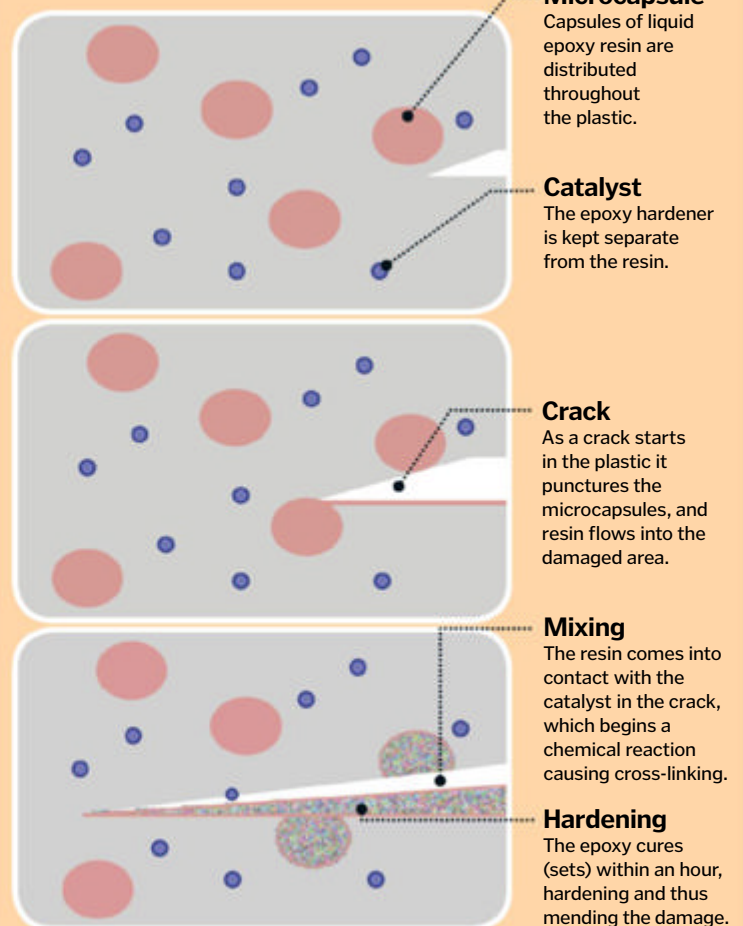 Microcapsule
Capsules of liquid
epoxy resin are
distributed
throughout
the plastic.
Catalyst
The epoxy hardener
is kept separate
from the resin.
Crack
As a crack starts
in the plastic it
punctures the
microcapsules, and
resin flows into the
damaged area.
Mixing
The resin comes into
contact with the
catalyst in the crack,
which begins a
chemical reaction
causing cross-linking.
Hardening
The epoxy cures
(sets) within an hour,
hardening and thus
mending the damage.